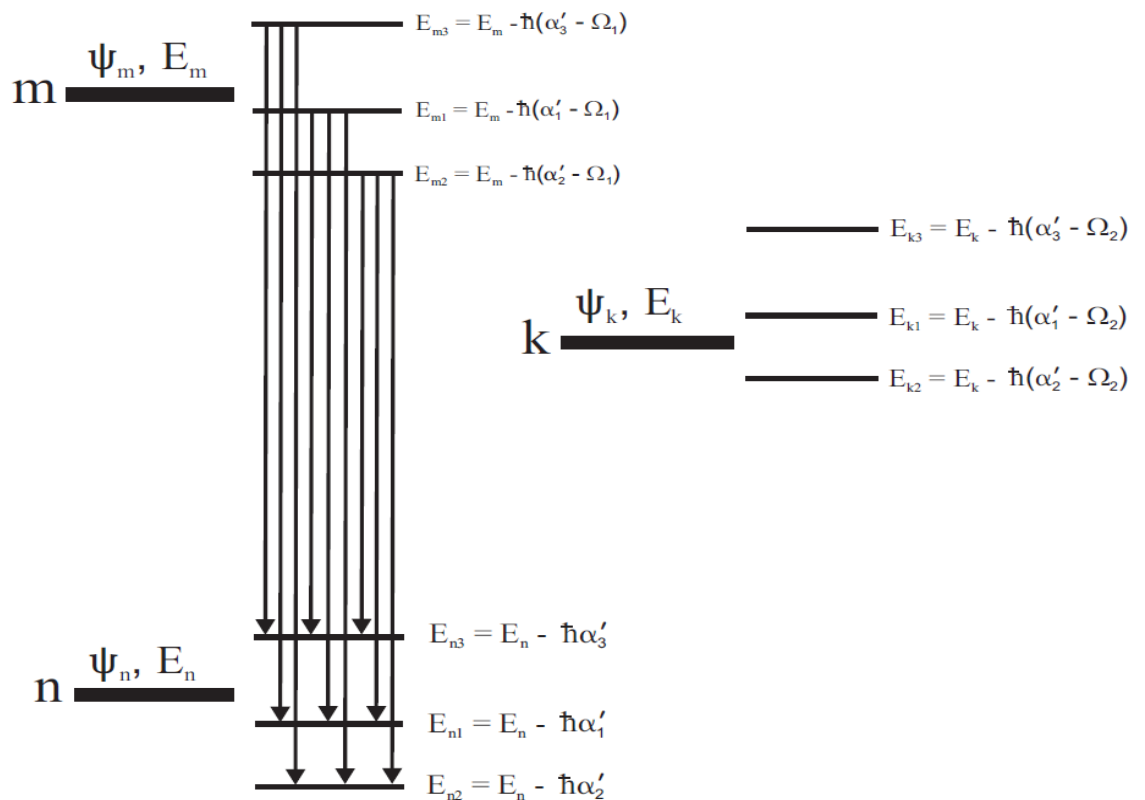 E_m3 = E_m - ħ(α′_3 - Ω_1)
ψ_m, E_m
m
E_m1 = E_m - ħ(α′_1 - Ω_1)
E_m2 = E_m - ħ(α′_2 - Ω_1)
E_k3 = E_k - ħ(α′_3 - Ω_2)
ψ_k, E_k
k
E_k1 = E_k - ħ(α′_1 - Ω_2)
E_k2 = E_k - ħ(α′_2 - Ω_2)
E_n3 = E_n - ħα′_3
ψ_n, E_n
n
E_n1 = E_n - ħα′_1
E_n2 = E_n - ħα′_2